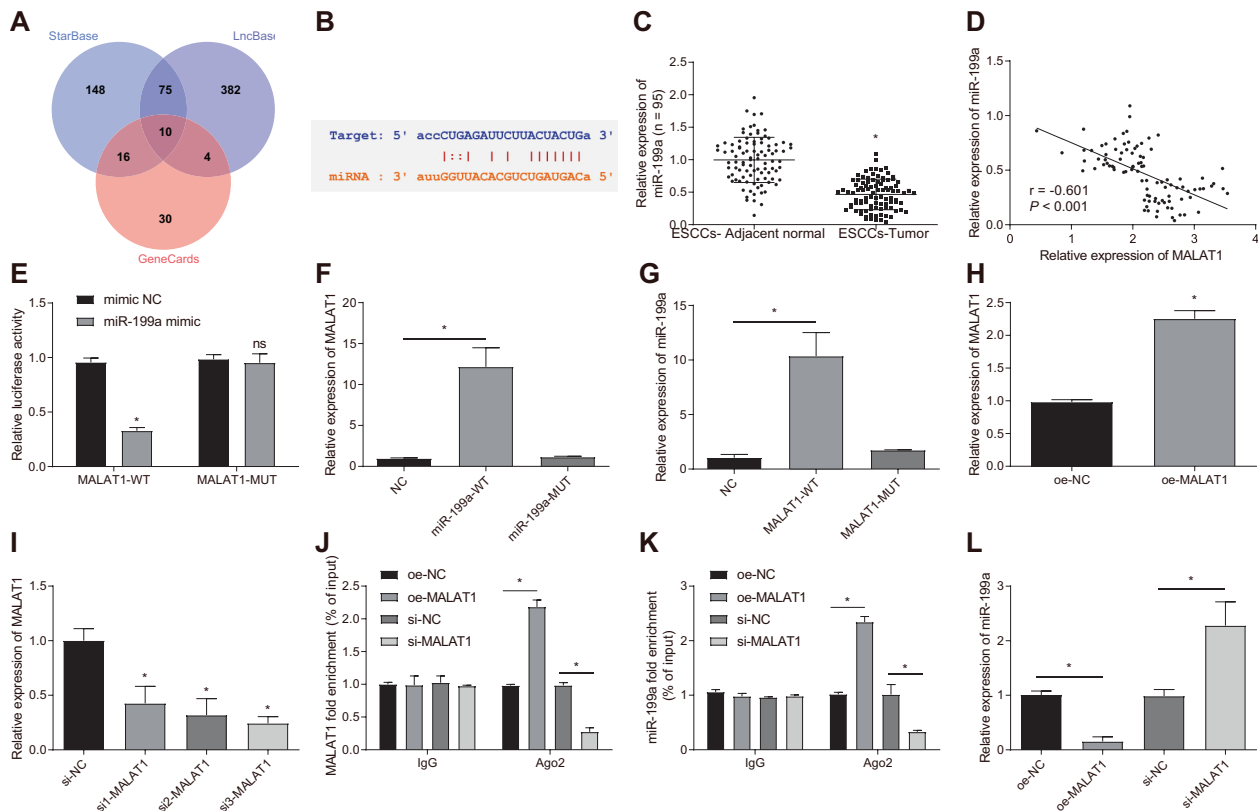 A
StarBase
LncBase
148
75
382
10
16
4
30
GeneCards
B
Target: 5' accCUGAGAUUCUUACUACUGa 3'
|::| | | |||||||
miRNA : 3' auuGGUUACACGUCUGAUGACa 5'
C
Relative expression of
miR-199a (n = 95)
2.5
2.0
1.5
1.0
0.5
0.0
*
ESCCs- Adjacent normal
ESCCs-Tumor
D
Relative expression of miR-199a
1.5
1.0
0.5
0.0
r = -0.601
P < 0.001
0
1
2
3
4
Relative expression of MALAT1
E
mimic NC
miR-199a mimic
Relative luciferase activity
1.5
1.0
0.5
0.0
*
ns
MALAT1-WT
MALAT1-MUT
F
Relative expression of MALAT1
20
15
10
5
0
*
NC
miR-199a-WT
miR-199a-MUT
G
Relative expression of miR-199a
15
10
5
0
*
NC
MALAT1-WT
MALAT1-MUT
H
Relative expression of MALAT1
2.5
2.0
1.5
1.0
0.5
0.0
*
oe-NC
oe-MALAT1
I
Relative expression of MALAT1
1.5
1.0
0.5
0.0
*
*
*
si-NC
si1-MALAT1
si2-MALAT1
si3-MALAT1
J
oe-NC
oe-MALAT1
si-NC
si-MALAT1
MALAT1 fold enrichment (% of input)
2.5
2.0
1.5
1.0
0.5
0.0
*
*
IgG
Ago2
K
oe-NC
oe-MALAT1
si-NC
si-MALAT1
miR-199a fold enrichment
(% of input)
3
2
1
0
*
*
IgG
Ago2
L
Relative expression of miR-199a
3
2
1
0
*
*
oe-NC
oe-MALAT1
si-NC
si-MALAT1